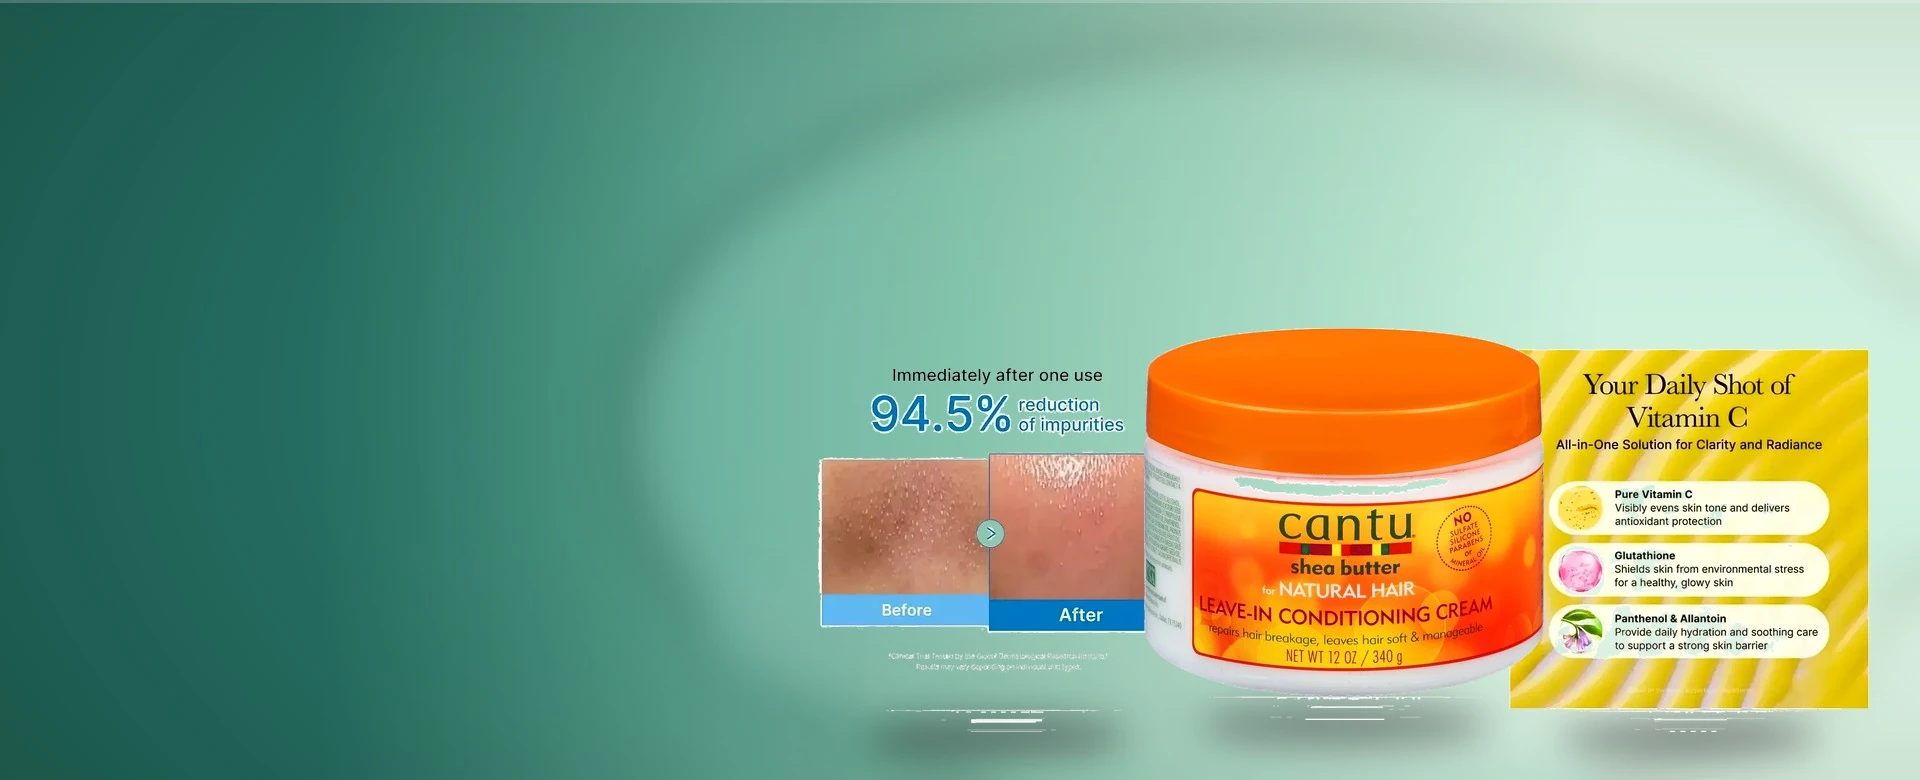 Immediately after one use
94.5% reduction
of impurities
Before
After
cantu
shea butter
for NATURAL HAIR
LEAVE-IN CONDITIONING CREAM
repairs hair breakage, leaves hair soft & manageable
NET WT 12 OZ / 340 g
NO
SULFATE
SILICONE
PARABENS
or
MINERAL OIL
Your Daily Shot of
Vitamin C
All-in-One Solution for Clarity and Radiance
Pure Vitamin C
Visibly evens skin tone and delivers
antioxidant protection
Glutathione
Shields skin from environmental stress
for a healthy, glowy skin
Panthenol & Allantoin
Provide daily hydration and soothing care
to support a strong skin barrier